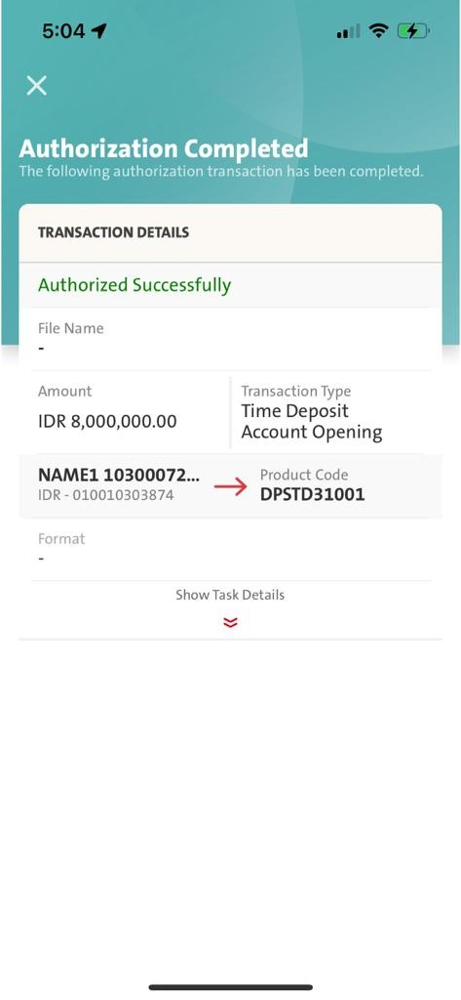 5:04
Authorization Completed
The following authorization transaction has been completed.
TRANSACTION DETAILS
Authorized Successfully
File Name
-
Amount
IDR 8,000,000.00
Transaction Type
Time Deposit
Account Opening
NAME1 10300072...
IDR - 010010303874
Product Code
DPSTD31001
Format
-
Show Task Details